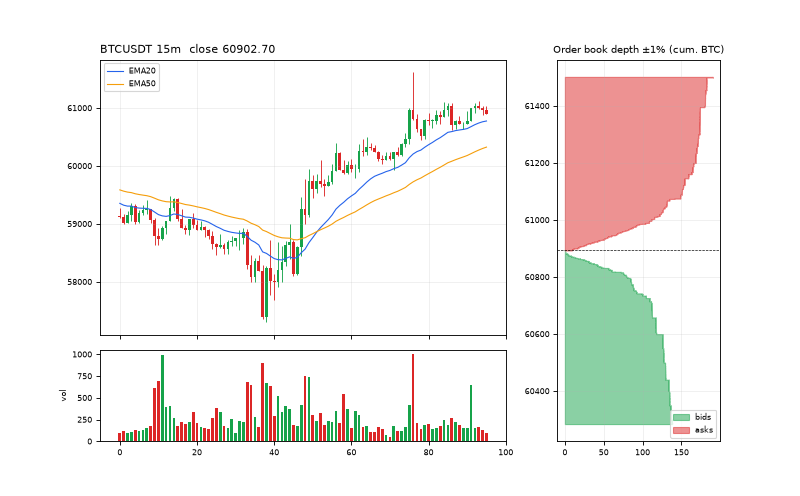 BTCUSDT 15m  close 60902.70
EMA20
EMA50
61000
60000
59000
58000
1000
750
500
250
0
vol
0 20 40 60 80 100
Order book depth ±1% (cum. BTC)
61400
61200
61000
60800
60600
60400
bids
asks
0 50 100 150